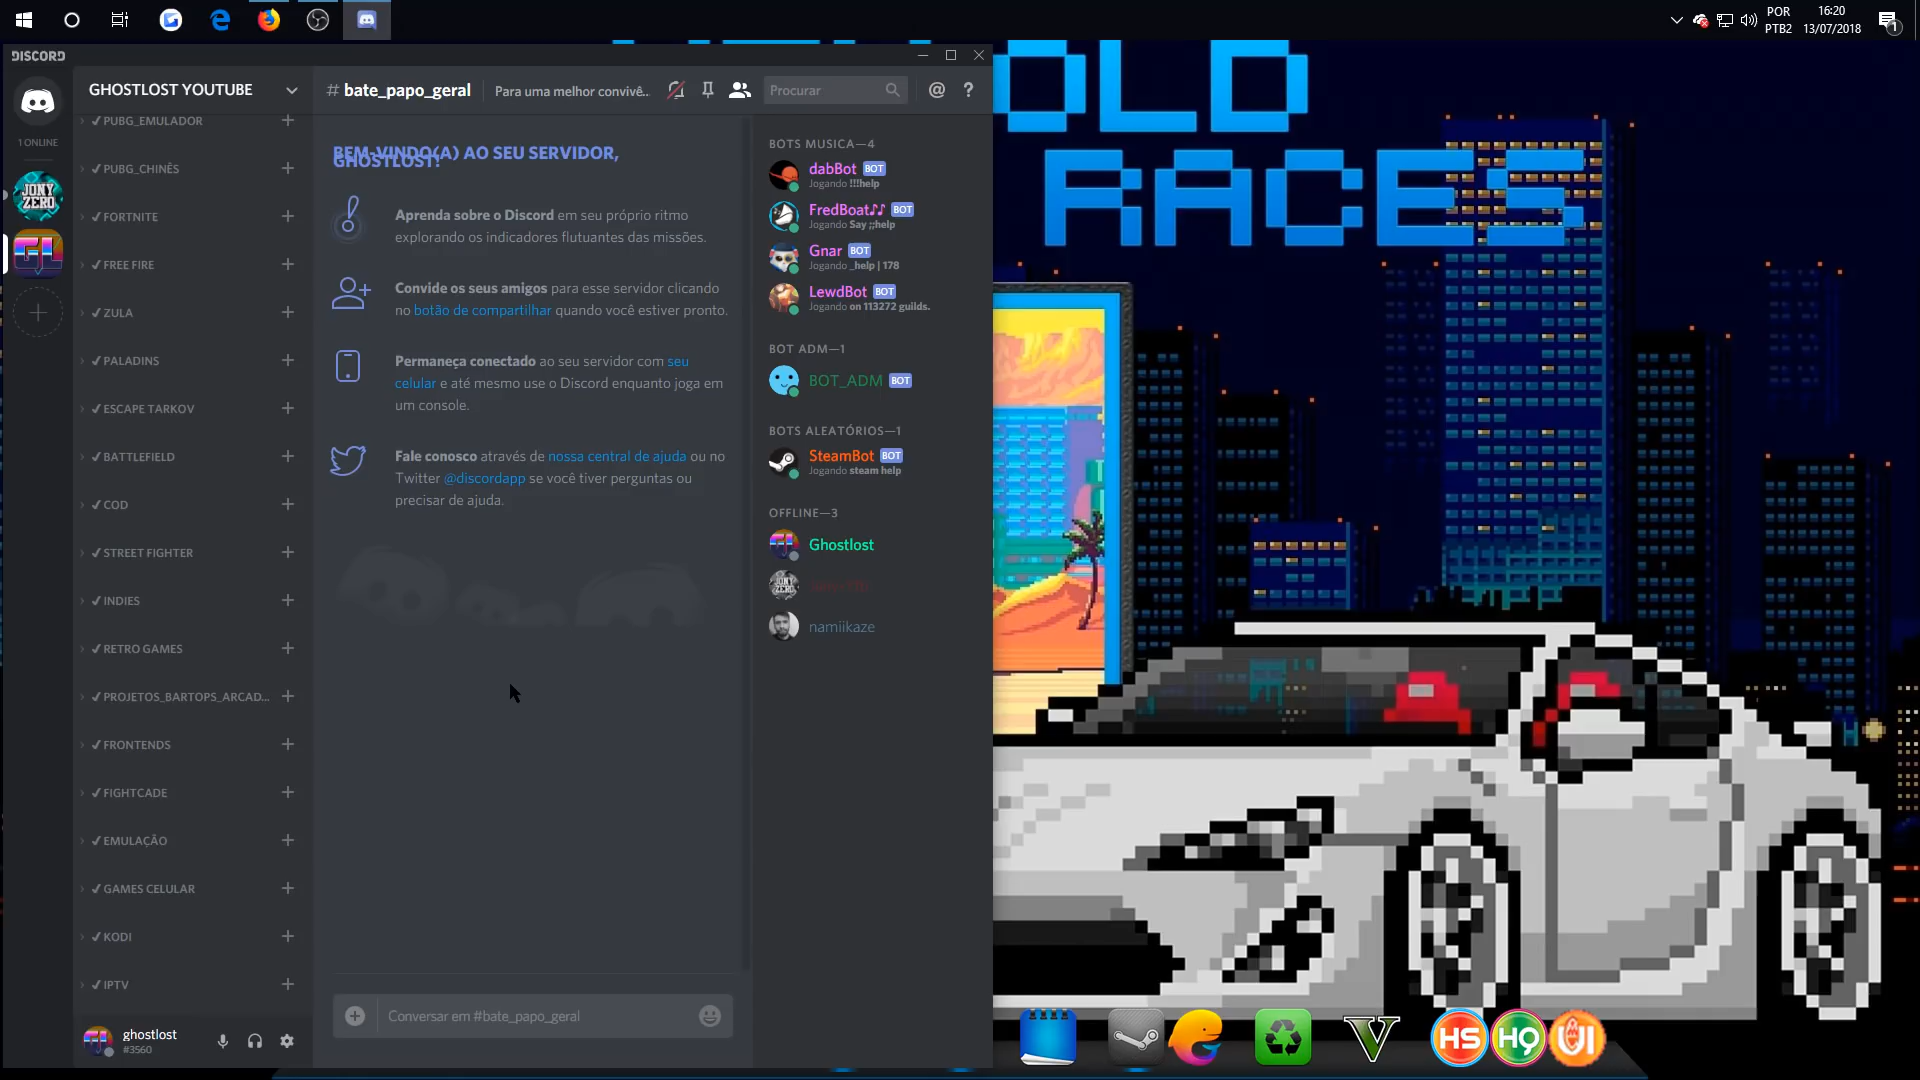 POR
PTB2
16:20
13/07/2018
1
DISCORD
1 ONLINE
JONY
ZERO
GL
GHOSTLOST YOUTUBE
✓ PUBG_EMULADOR
✓ PUBG_CHINÊS
✓ FORTNITE
✓ FREE FIRE
✓ ZULA
✓ PALADINS
✓ ESCAPE TARKOV
✓ BATTLEFIELD
✓ COD
✓ STREET FIGHTER
✓ INDIES
✓ RETRO GAMES
✓ PROJETOS_BARTOPS_ARCAD...
✓ FRONTENDS
✓ FIGHTCADE
✓ EMULAÇÃO
✓ GAMES CELULAR
✓ KODI
✓ IPTV
ghostlost
#3560
# bate_papo_geral
Para uma melhor convivê...
Procurar
BEM-VINDO(A) AO SEU SERVIDOR,
GHOSTLOST!
Aprenda sobre o Discord em seu próprio ritmo
explorando os indicadores flutuantes das missões.
Convide os seus amigos para esse servidor clicando
no botão de compartilhar quando você estiver pronto.
Permaneça conectado ao seu servidor com seu
celular e até mesmo use o Discord enquanto joga em
um console.
Fale conosco através de nossa central de ajuda ou no
Twitter @discordapp se você tiver perguntas ou
precisar de ajuda.
Conversar em #bate_papo_geral
BOTS MUSICA—4
dabBot BOT
Jogando !!!help
FredBoat♪♪ BOT
Jogando Say ;;help
Gnar BOT
Jogando _help | 178
LewdBot BOT
Jogando on 113272 guilds.
BOT ADM—1
BOT_ADM BOT
BOTS ALEATÓRIOS—1
SteamBot BOT
Jogando steam help
OFFLINE—3
Ghostlost
namiikaze
OLD
RACES
HS
HQ
UI